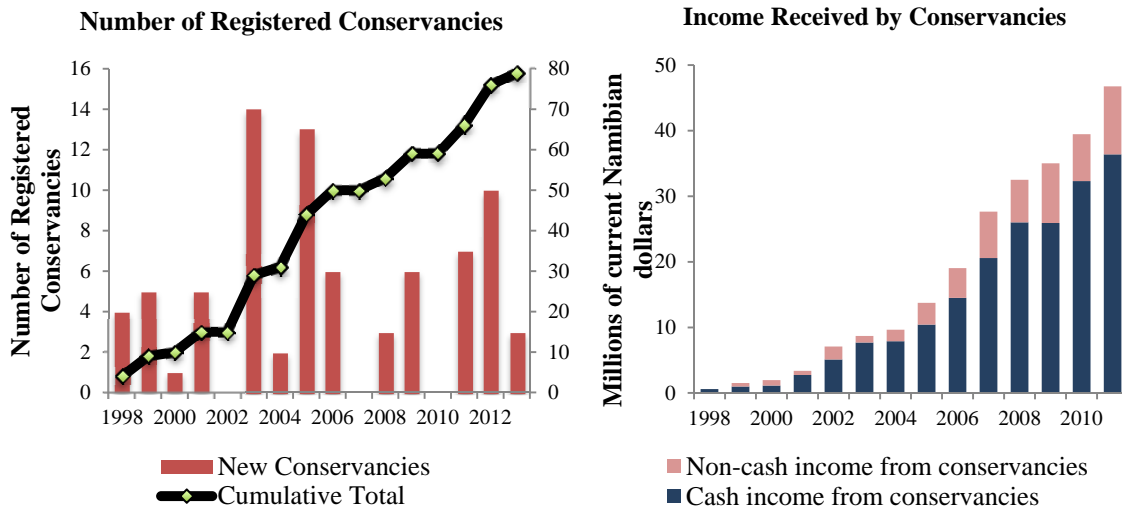 Number of Registered Conservancies
Number of Registered
Conservancies
16
14
12
10
8
6
4
2
0
80
70
60
50
40
30
20
10
0
1998 2000 2002 2004 2006 2008 2010 2012
New Conservancies
Cumulative Total
Income Received by Conservancies
Millions of current Namibian
dollars
50
40
30
20
10
0
1998 2000 2002 2004 2006 2008 2010
Non-cash income from conservancies
Cash income from conservancies